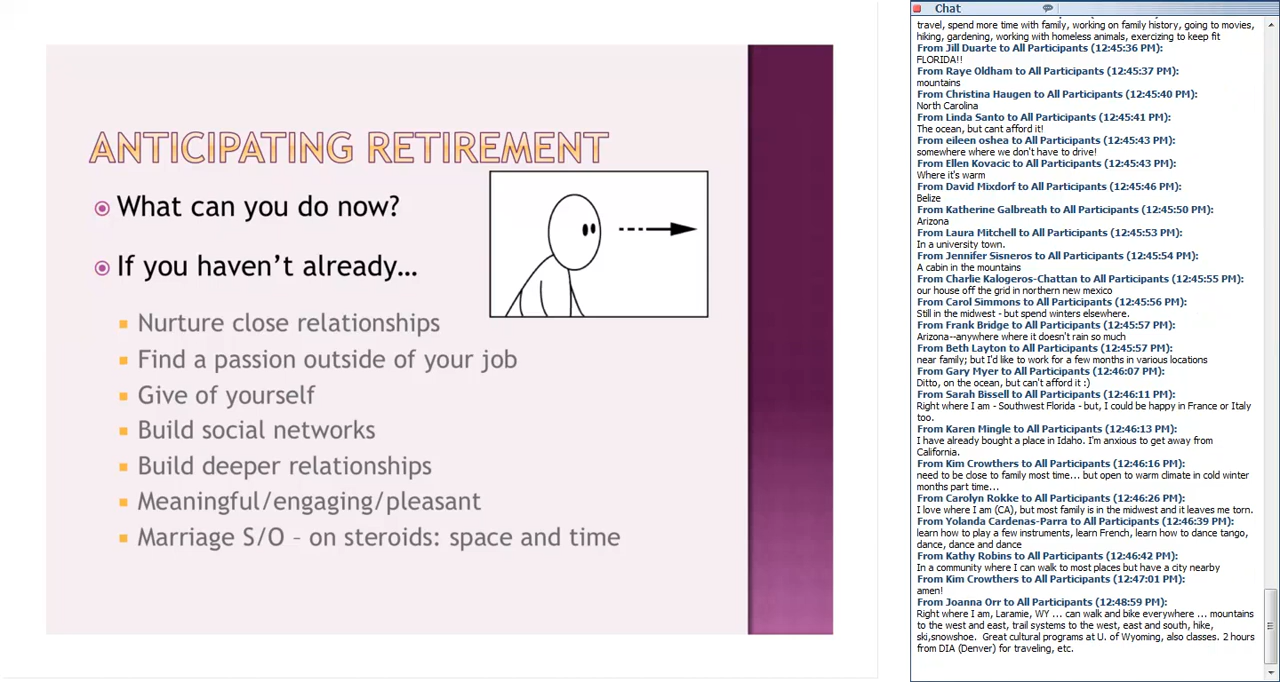 ANTICIPATING RETIREMENT
What can you do now?
If you haven't already...
Nurture close relationships
Find a passion outside of your job
Give of yourself
Build social networks
Build deeper relationships
Meaningful/engaging/pleasant
Marriage S/O – on steroids: space and time
Chat
travel, spend more time with family, working on family history, going to movies,
hiking, gardening, working with homeless animals, exercizing to keep fit
From Jill Duarte to All Participants (12:45:36 PM):
FLORIDA!!
From Raye Oldham to All Participants (12:45:37 PM):
mountains
From Christina Haugen to All Participants (12:45:40 PM):
North Carolina
From Linda Santo to All Participants (12:45:41 PM):
The ocean, but cant afford it!
From eileen oshea to All Participants (12:45:43 PM):
somewhere where we don't have to drive!
From Ellen Kovacic to All Participants (12:45:43 PM):
Where it's warm
From David Mixdorf to All Participants (12:45:46 PM):
Belize
From Katherine Galbreath to All Participants (12:45:50 PM):
Arizona
From Laura Mitchell to All Participants (12:45:53 PM):
In a university town.
From Jennifer Sisneros to All Participants (12:45:54 PM):
A cabin in the mountains
From Charlie Kalogeros-Chattan to All Participants (12:45:55 PM):
our house off the grid in northern new mexico
From Carol Simmons to All Participants (12:45:56 PM):
Still in the midwest - but spend winters elsewhere.
From Frank Bridge to All Participants (12:45:57 PM):
Arizona--anywhere where it doesn't rain so much
From Beth Layton to All Participants (12:45:57 PM):
near family; but I'd like to work for a few months in various locations
From Gary Myer to All Participants (12:46:07 PM):
Ditto, on the ocean, but can't afford it :)
From Sarah Bissell to All Participants (12:46:11 PM):
Right where I am - Southwest Florida - but, I could be happy in France or Italy
too.
From Karen Mingle to All Participants (12:46:13 PM):
I have already bought a place in Idaho. I'm anxious to get away from
California.
From Kim Crowthers to All Participants (12:46:16 PM):
need to be close to family most time... but open to warm climate in cold winter
months part time...
From Carolyn Rokke to All Participants (12:46:26 PM):
I love where I am (CA), but most family is in the midwest and it leaves me torn.
From Yolanda Cardenas-Parra to All Participants (12:46:39 PM):
learn how to play a few instruments, learn French, learn how to dance tango,
dance, dance and dance
From Kathy Robins to All Participants (12:46:42 PM):
In a community where I can walk to most places but have a city nearby
From Kim Crowthers to All Participants (12:47:01 PM):
amen!
From Joanna Orr to All Participants (12:48:59 PM):
Right where I am, Laramie, WY ... can walk and bike everywhere ... mountains
to the west and east, trail systems to the west, east and south, hike,
ski,snowshoe. Great cultural programs at U. of Wyoming, also classes. 2 hours
from DIA (Denver) for traveling, etc.